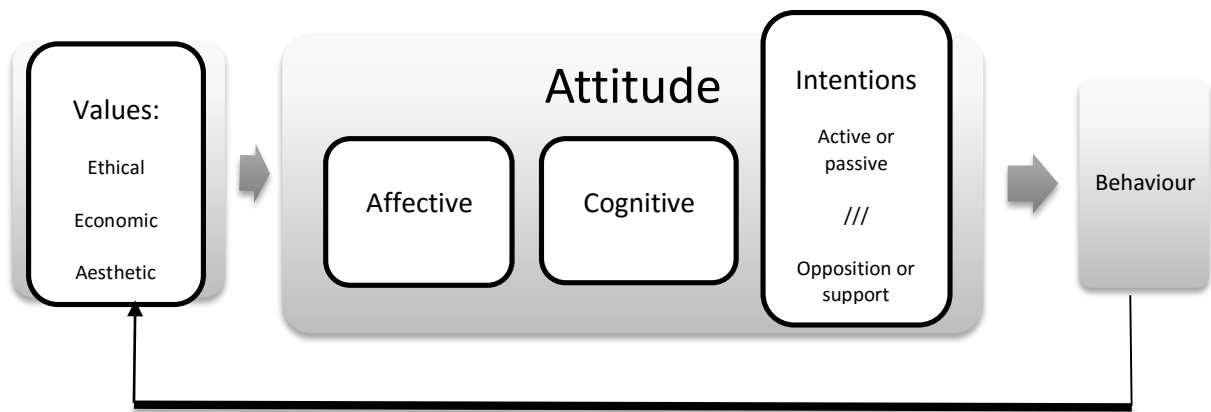 Values:
Ethical
Economic
Aesthetic
Attitude
Affective
Cognitive
Intentions
Active or
passive
///
Opposition or
support
Behaviour